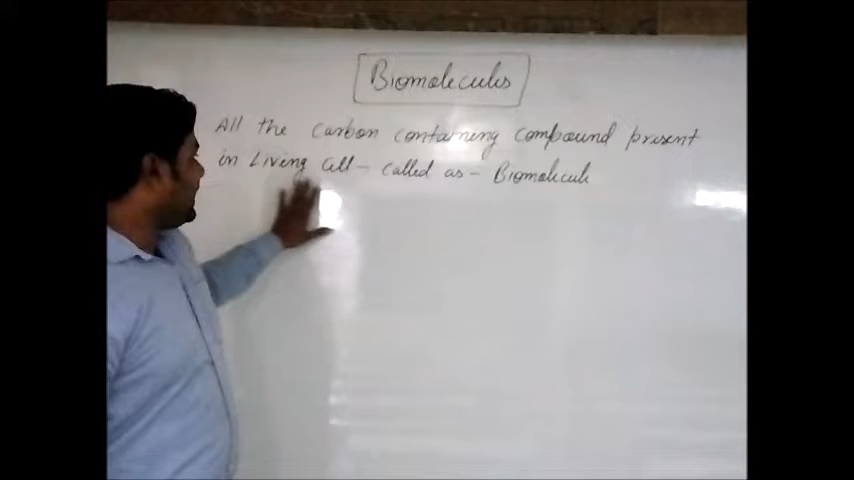 Biomolecules
All the carbon containing compound present
in Living cell - called as - Biomolecule